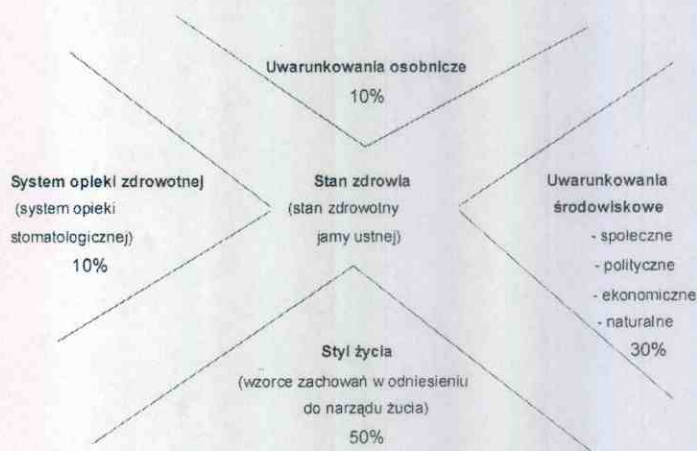 Uwarunkowania osobnicze
10%
System opieki zdrowotnej
(system opieki
stomatologicznej)
10%
Stan zdrowia
(stan zdrowotny
jamy ustnej)
Uwarunkowania
środowiskowe
- społeczne
- polityczne
- ekonomiczne
- naturalne
30%
Styl życia
(wzorce zachowań w odniesieniu
do narządu żucia)
50%